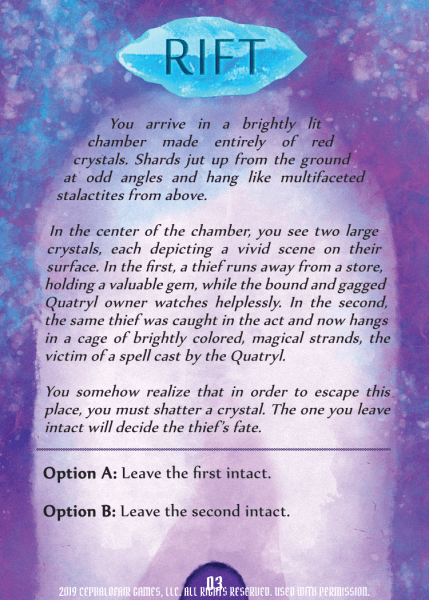 RIFT
You arrive in a brightly lit
chamber made entirely of red
crystals. Shards jut up from the ground
at odd angles and hang like multifaceted
stalactites from above.
In the center of the chamber, you see two large
crystals, each depicting a vivid scene on their
surface. In the first, a thief runs away from a store,
holding a valuable gem, while the bound and gagged
Quatryl owner watches helplessly. In the second,
the same thief was caught in the act and now hangs
in a cage of brightly colored, magical strands, the
victim of a spell cast by the Quatryl.
You somehow realize that in order to escape this
place, you must shatter a crystal. The one you leave
intact will decide the thief's fate.
Option A: Leave the first intact.
Option B: Leave the second intact.
03
2019 CEPHALOFAIR GAMES, LLC. ALL RIGHTS RESERVED. USED WITH PERMISSION.